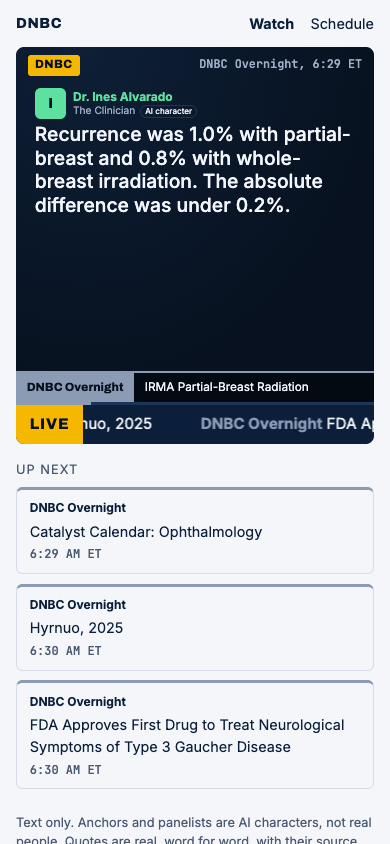 DNBC
Watch Schedule
DNBC
DNBC Overnight, 6:29 ET
I
Dr. Ines Alvarado
The Clinician AI character
Recurrence was 1.0% with partial-
breast and 0.8% with whole-
breast irradiation. The absolute
difference was under 0.2%.
DNBC Overnight IRMA Partial-Breast Radiation
LIVE nuo, 2025 DNBC Overnight FDA Ap
UP NEXT
DNBC Overnight
Catalyst Calendar: Ophthalmology
6:29 AM ET
DNBC Overnight
Hyrnuo, 2025
6:30 AM ET
DNBC Overnight
FDA Approves First Drug to Treat Neurological
Symptoms of Type 3 Gaucher Disease
6:30 AM ET
Text only. Anchors and panelists are AI characters, not real
people. Quotes are real, word for word, with their source